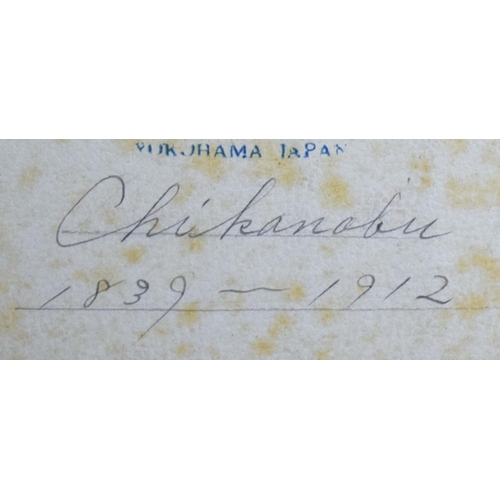 YOKOHAMA JAPAN
Chikanobu
1839 — 1912